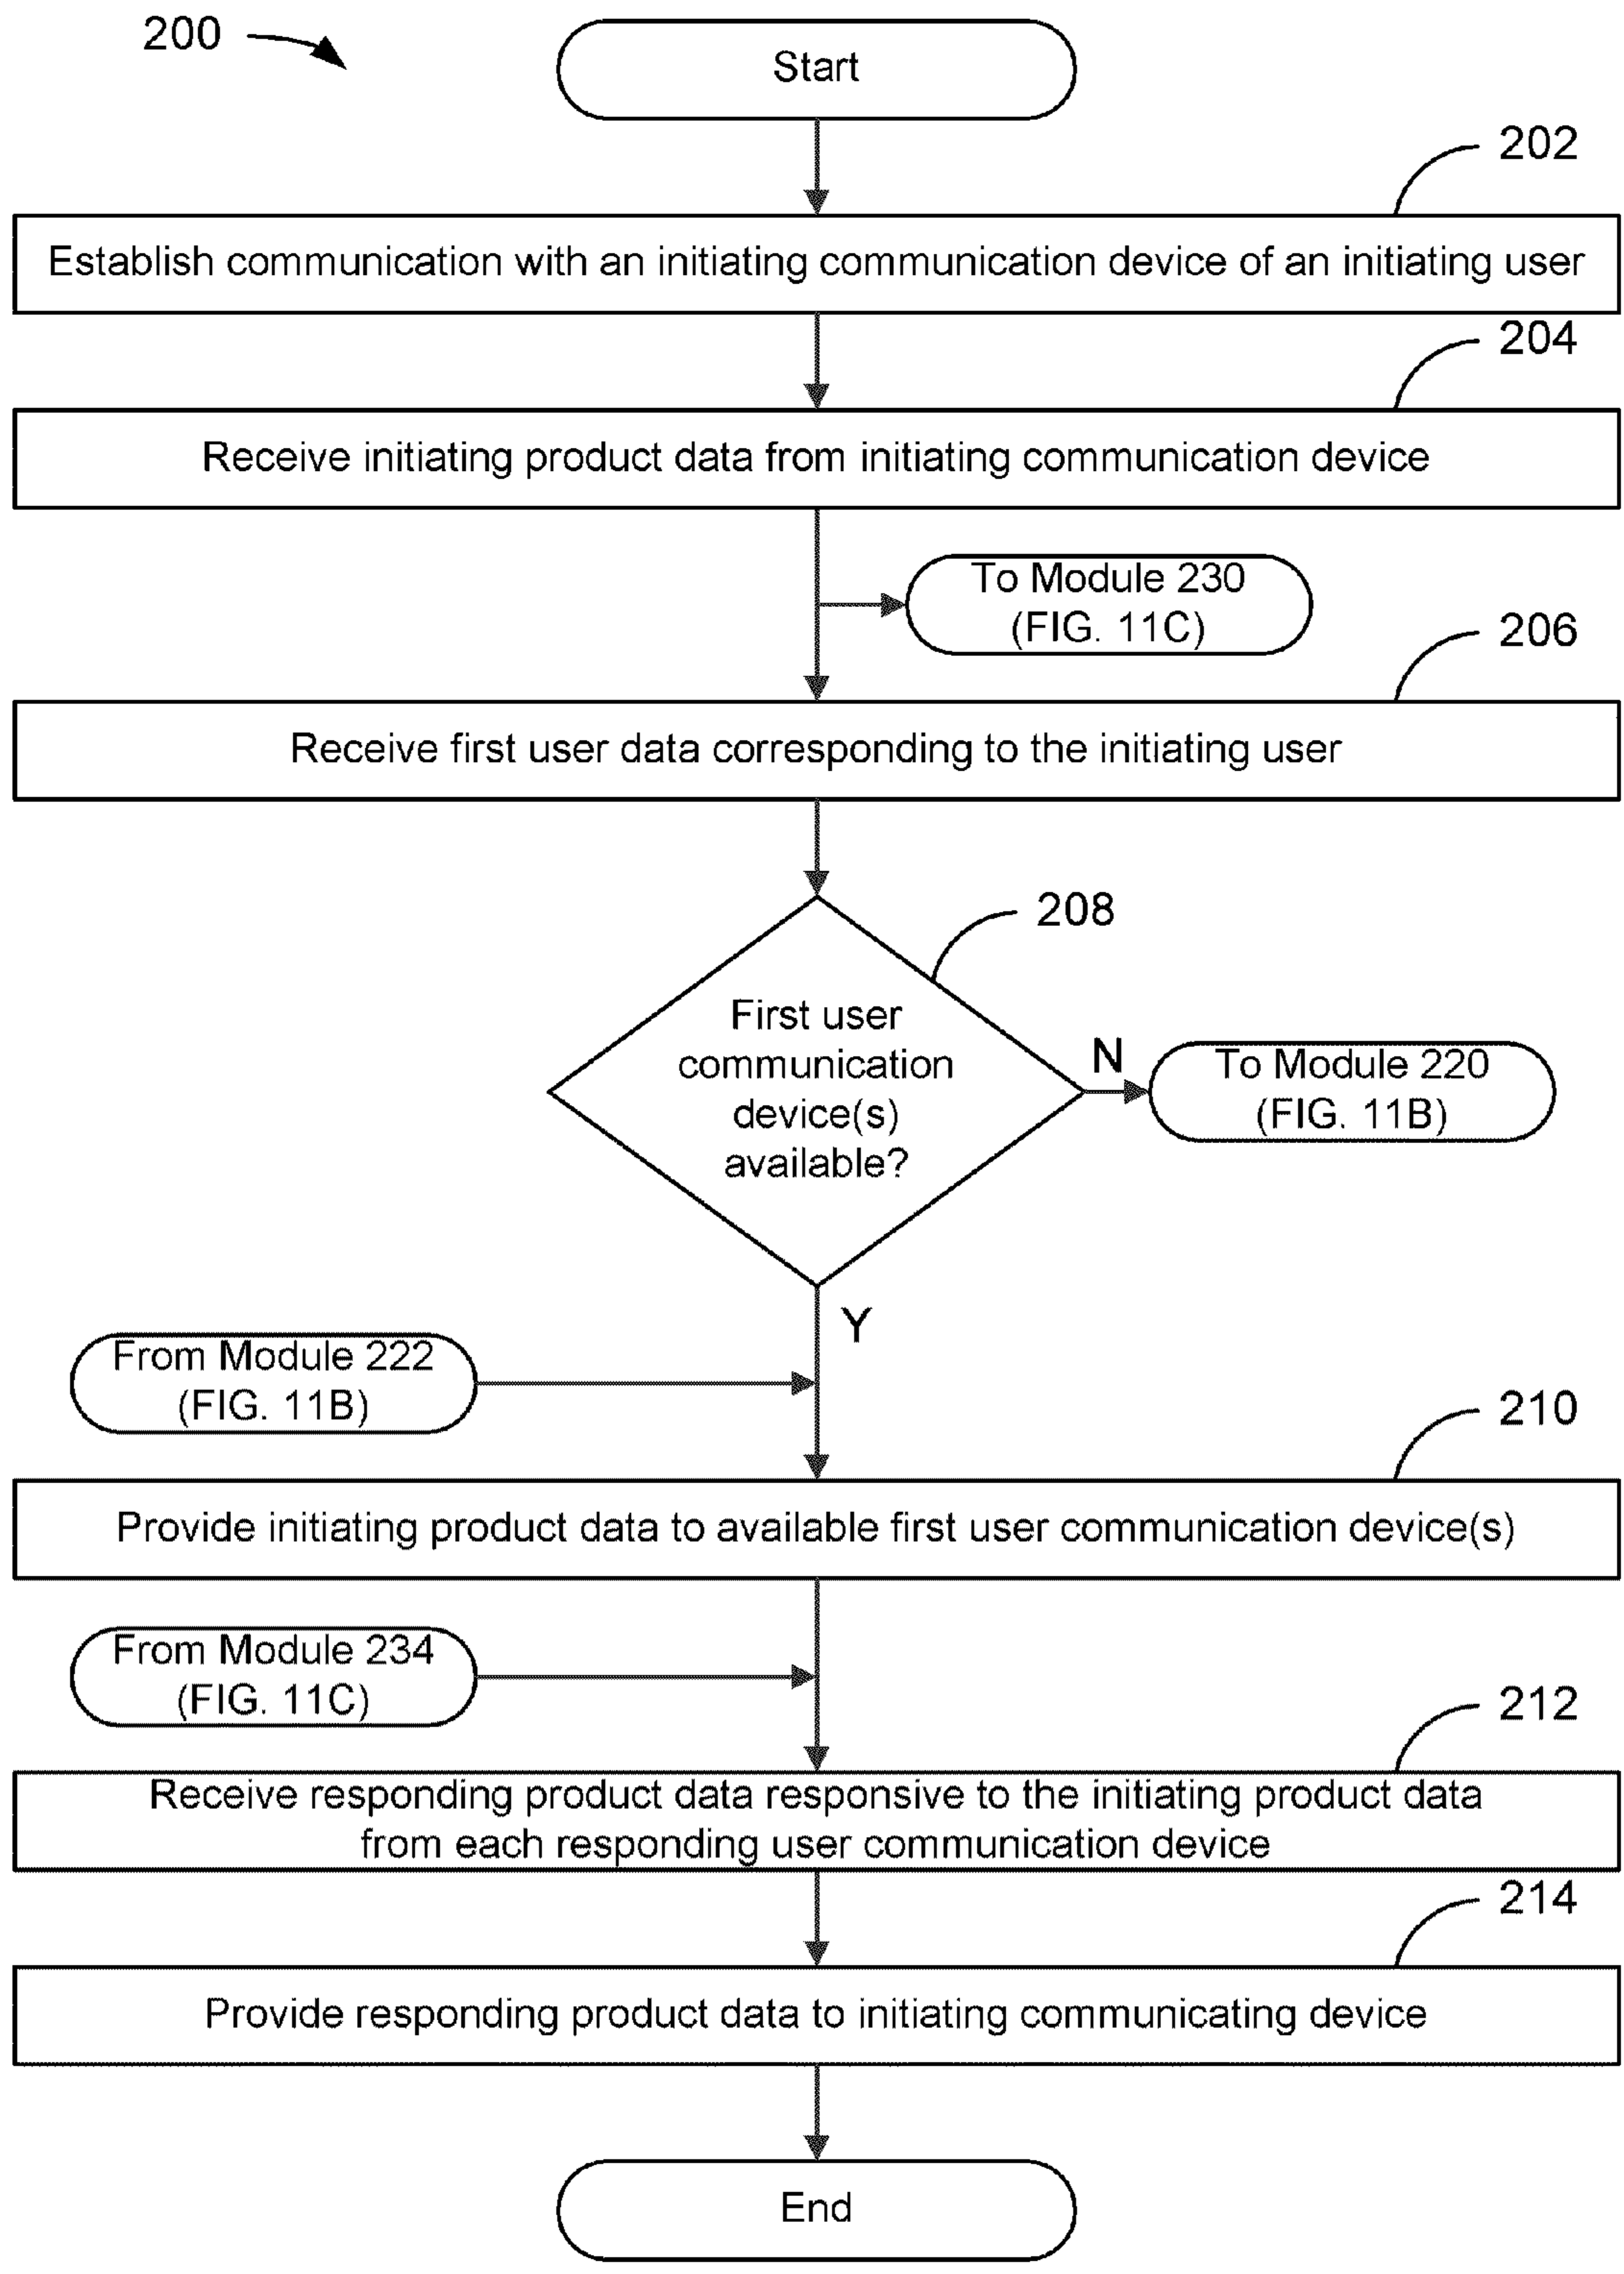 200
Start
202
Establish communication with an initiating communication device of an initiating user
204
Receive initiating product data from initiating communication device
To Module 230
(FIG. 11C)
206
Receive first user data corresponding to the initiating user
208
First user
communication
device(s)
available?
N
To Module 220
(FIG. 11B)
Y
From Module 222
(FIG. 11B)
210
Provide initiating product data to available first user communication device(s)
From Module 234
(FIG. 11C)
212
Receive responding product data responsive to the initiating product data
from each responding user communication device
214
Provide responding product data to initiating communicating device
End